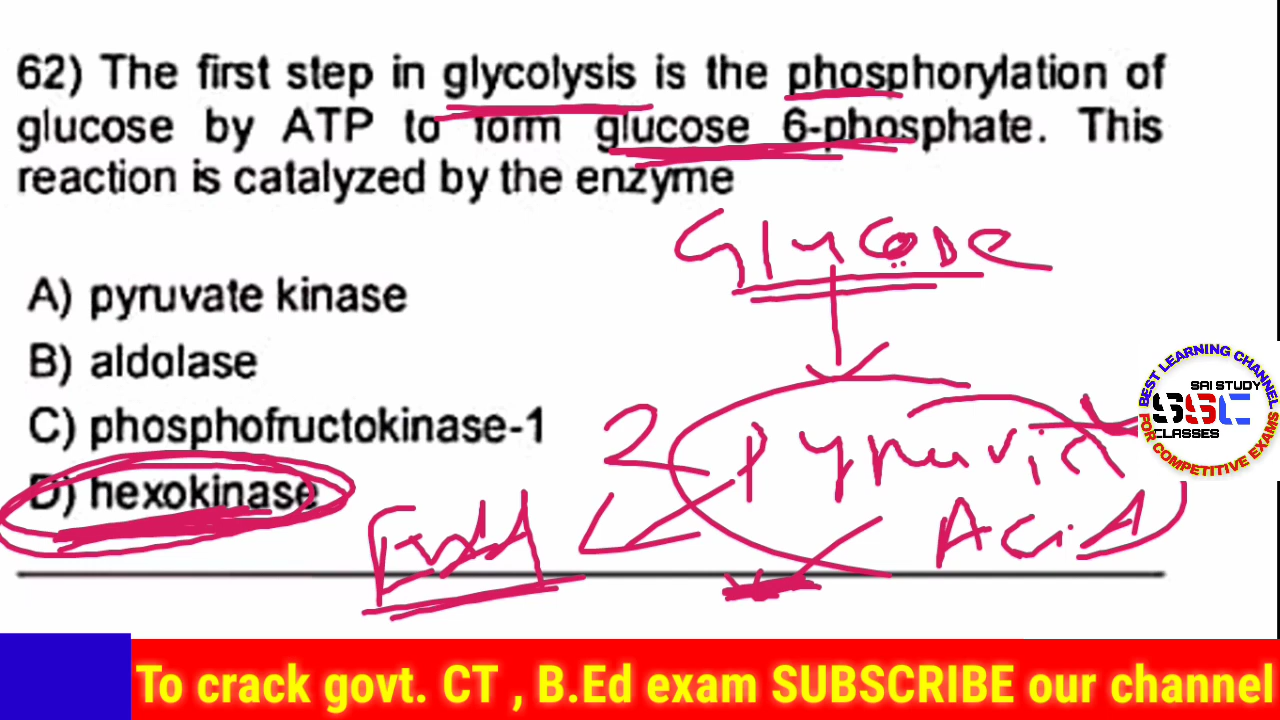 62) The first step in glycolysis is the phosphorylation of
glucose by ATP to form glucose 6-phosphate. This
reaction is catalyzed by the enzyme
Glucose
A) pyruvate kinase
B) aldolase
C) phosphofructokinase-1
D) hexokinase
2 pyruvic
Acid
BEST LEARNING CHANNEL
SAI STUDY
SSC
CLASSES
FOR COMPETITIVE EXAMS
To crack govt. CT , B.Ed exam SUBSCRIBE our channel